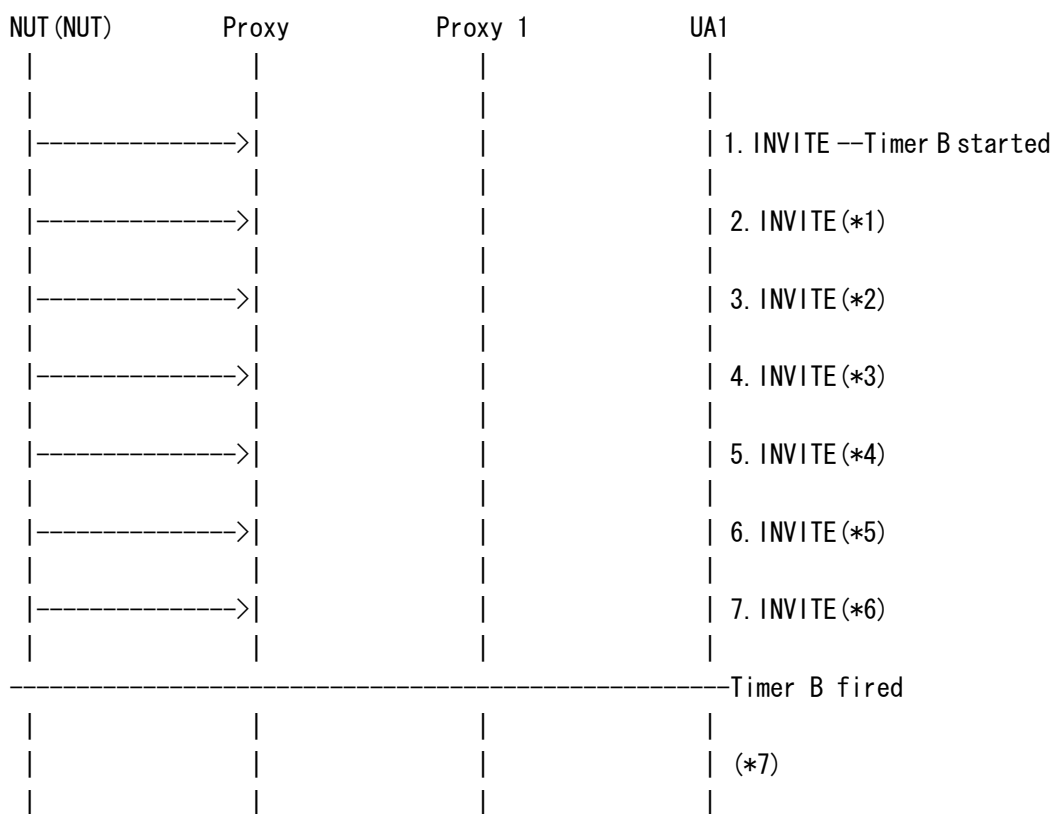 NUT(NUT) Proxy Proxy 1 UA1
| | | |
| | | |
|--------------->| | | 1. INVITE --Timer B started
| | | |
|--------------->| | | 2. INVITE(*1)
| | | |
|--------------->| | | 3. INVITE(*2)
| | | |
|--------------->| | | 4. INVITE(*3)
| | | |
|--------------->| | | 5. INVITE(*4)
| | | |
|--------------->| | | 6. INVITE(*5)
| | | |
|--------------->| | | 7. INVITE(*6)
| | | |
------------------------------------------------------Timer B fired
| | | |
| | | | (*7)
| | | |